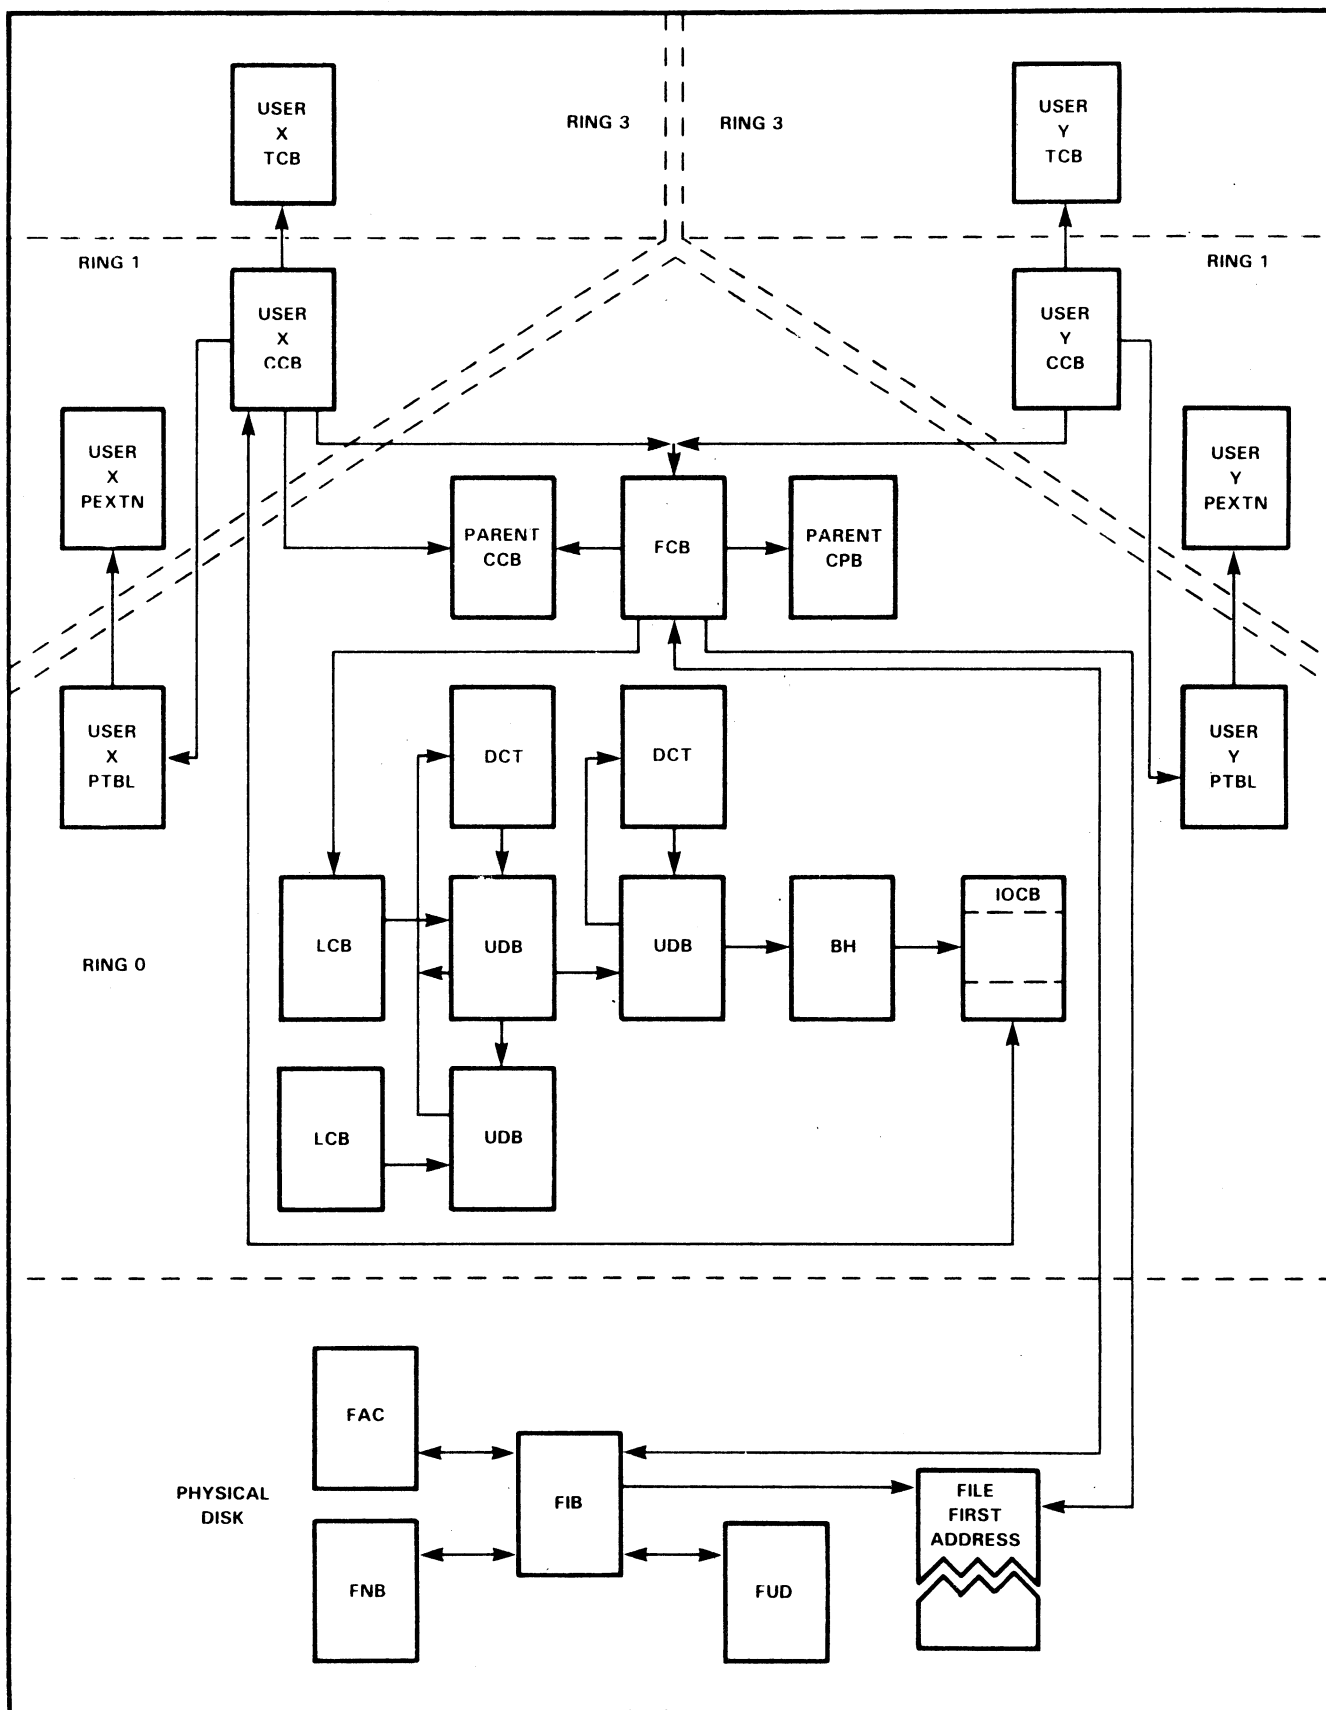 USER
X
TCB
RING 3
RING 3
USER
Y
TCB
RING 1
RING 1
USER
X
CCB
USER
Y
CCB
USER
X
PEXTN
USER
Y
PEXTN
PARENT
CCB
FCB
PARENT
CPB
USER
X
PTBL
DCT
DCT
USER
Y
PTBL
LCB
UDB
UDB
BH
IOCB
RING 0
LCB
UDB
FAC
PHYSICAL
DISK
FIB
FILE
FIRST
ADDRESS
FNB
FUD